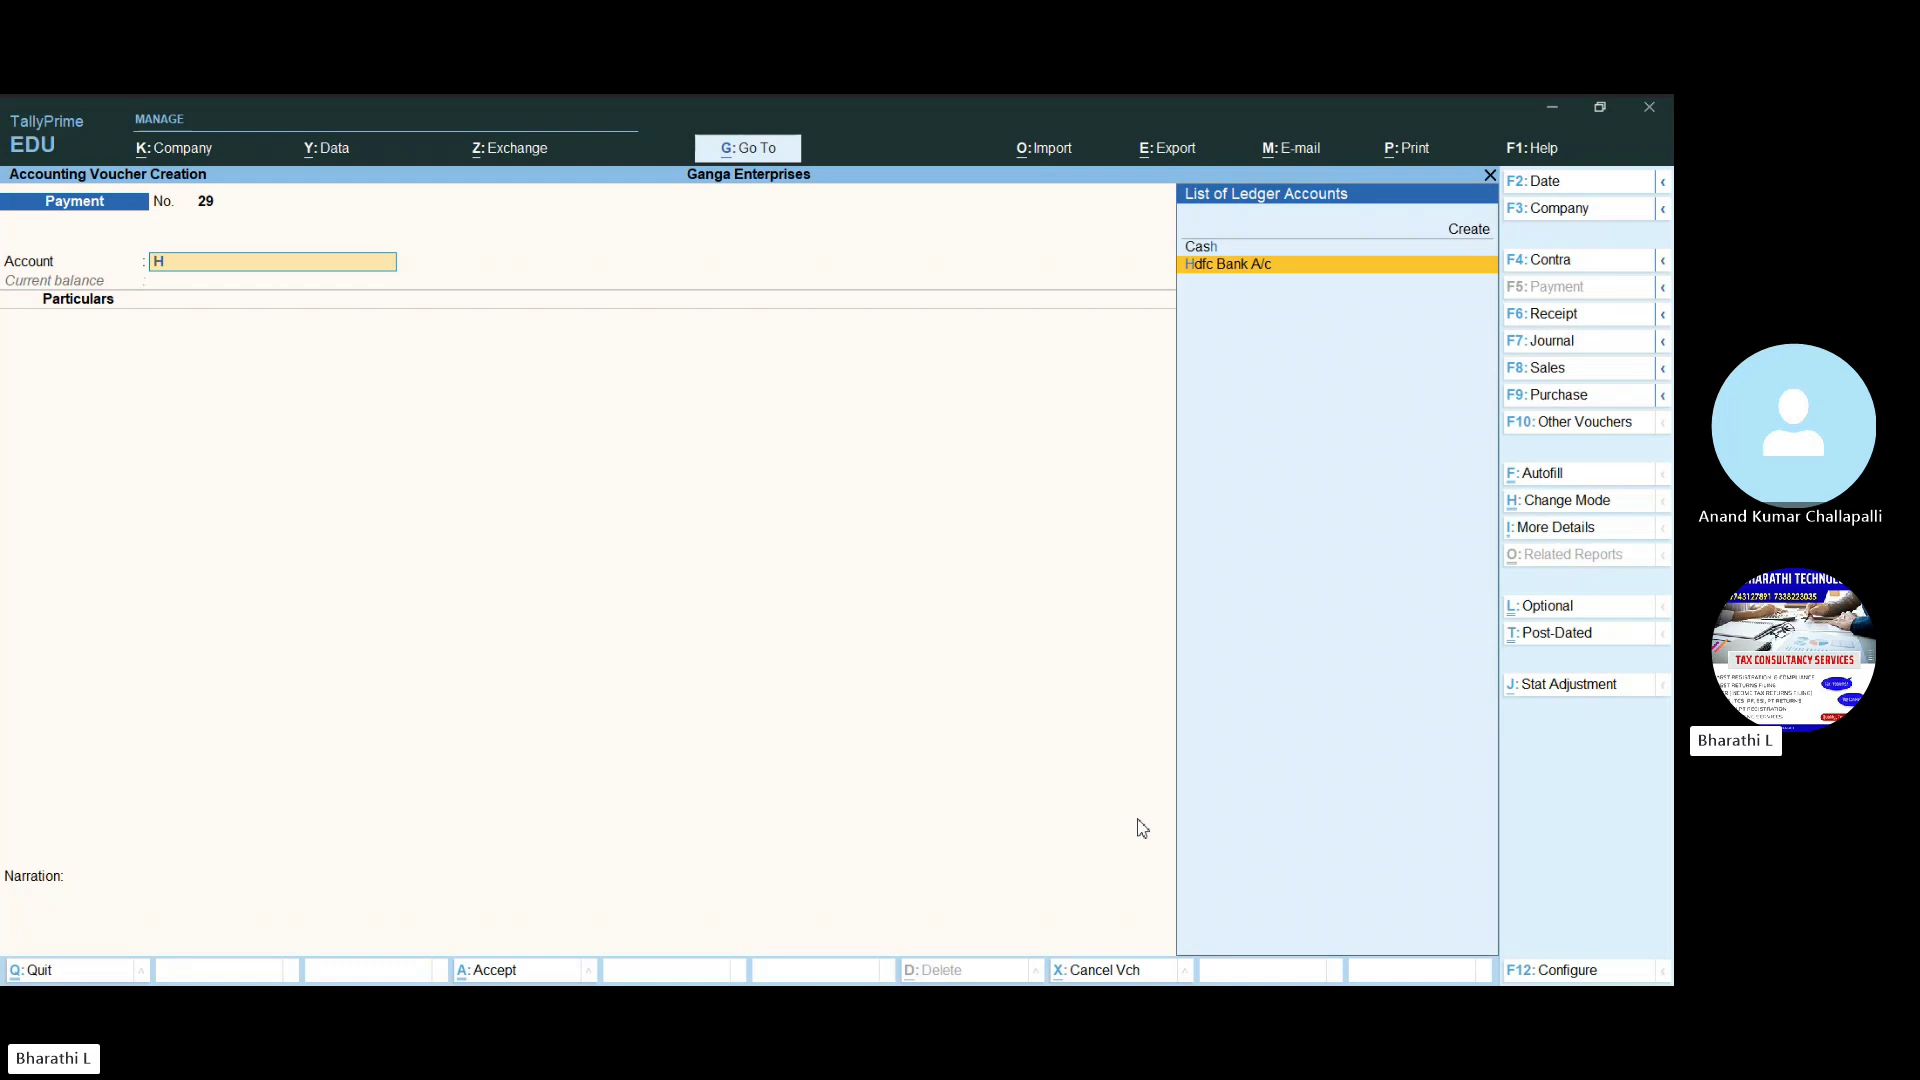 TallyPrime
EDU
MANAGE
K: Company
Y: Data
Z: Exchange
G: Go To
O: Import
E: Export
M: E-mail
P: Print
F1: Help
Accounting Voucher Creation
Ganga Enterprises
Payment No. 29
Account : H
Current balance :
Particulars
Narration:
List of Ledger Accounts
Create
Cash
Hdfc Bank A/c
F2: Date
F3: Company
F4: Contra
F5: Payment
F6: Receipt
F7: Journal
F8: Sales
F9: Purchase
F10: Other Vouchers
F: Autofill
H: Change Mode
I: More Details
O: Related Reports
L: Optional
T: Post-Dated
J: Stat Adjustment
F12: Configure
Q: Quit
A: Accept
D: Delete
X: Cancel Vch
Anand Kumar Challapalli
7338223035
TAX CONSULTANCY SERVICES
Bharathi L
Bharathi L